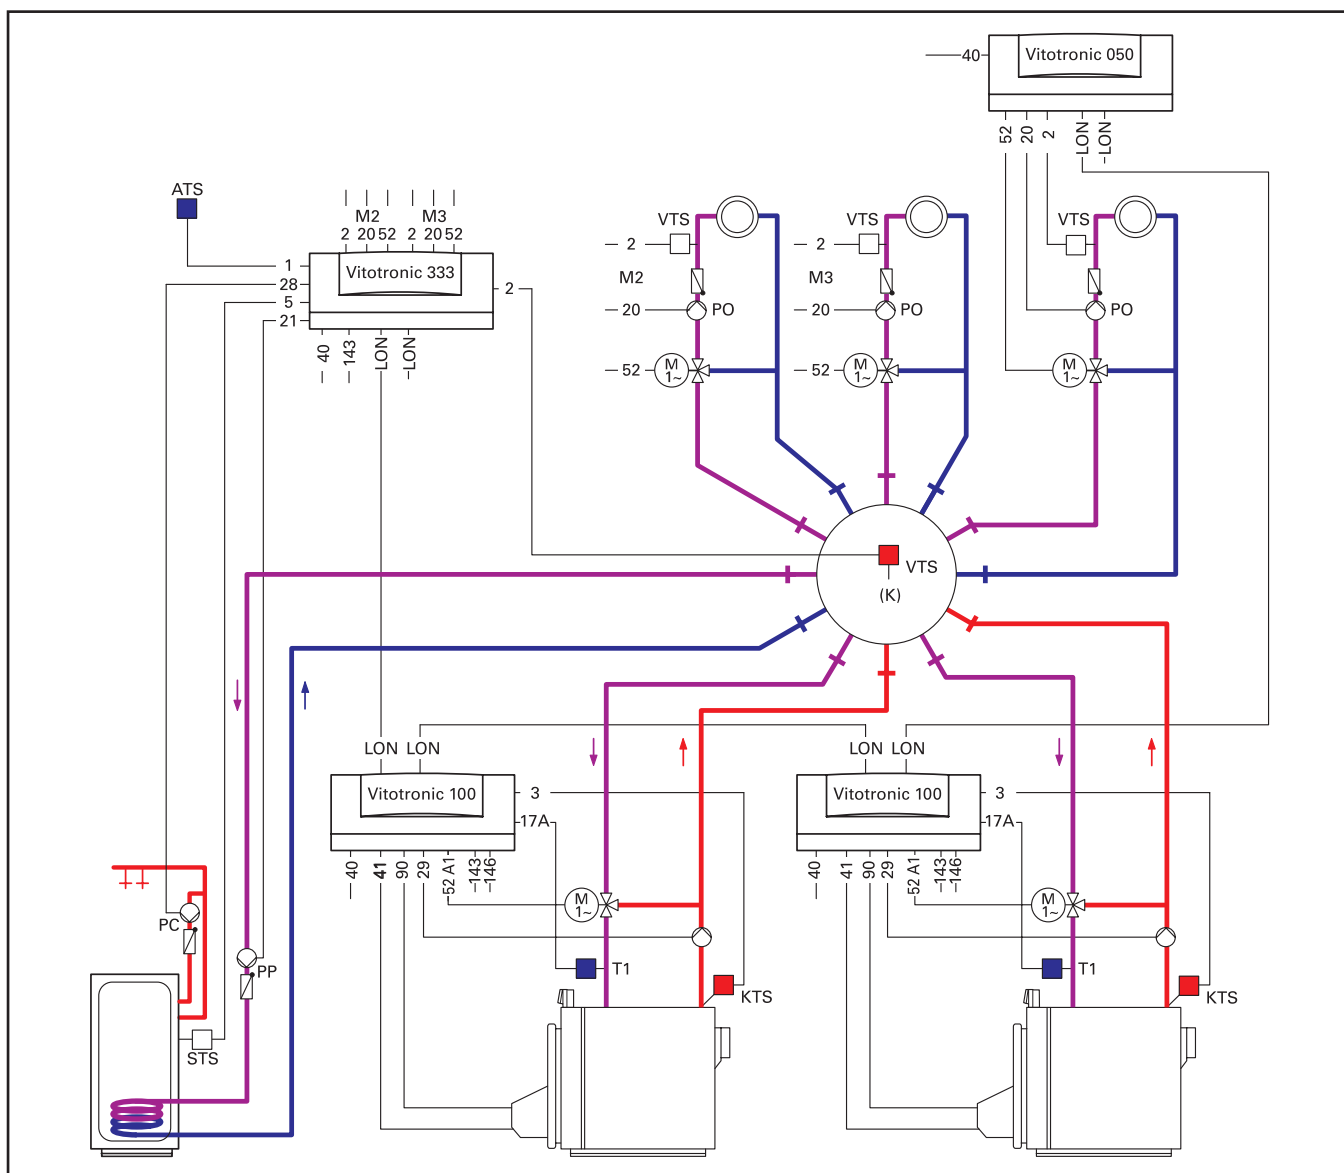 Vitotronic 050
40
52
20
2
LON
LON
ATS
M2
M3
2
20
52
2
20
52
Vitotronic 333
1
28
5
21
2
40
143
LON
LON
VTS
2
M2
20
PO
52
M
1~
VTS
2
M3
20
PO
52
M
1~
VTS
PO
M
1~
VTS
(K)
LON
LON
Vitotronic 100
3
17A
40
41
90
29
52 A1
143
146
M
1~
T1
KTS
LON
LON
Vitotronic 100
3
17A
40
41
90
29
52 A1
143
146
M
1~
T1
KTS
PC
PP
STS